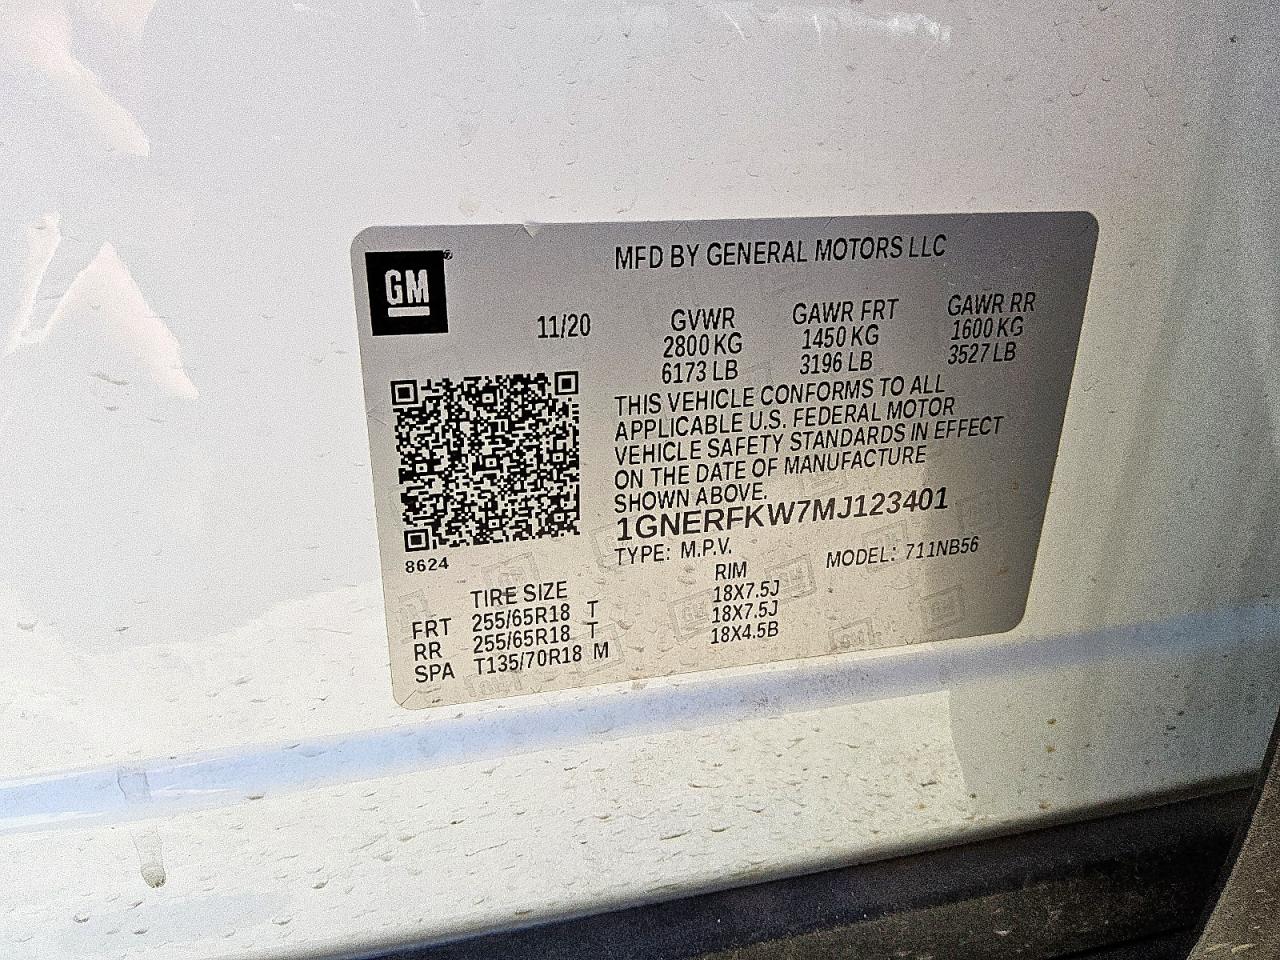 GM®
MFD BY GENERAL MOTORS LLC
11/20
GVWR
2800 KG
6173 LB
GAWR FRT
1450 KG
3196 LB
GAWR RR
1600 KG
3527 LB
THIS VEHICLE CONFORMS TO ALL
APPLICABLE U.S. FEDERAL MOTOR
VEHICLE SAFETY STANDARDS IN EFFECT
ON THE DATE OF MANUFACTURE
SHOWN ABOVE.
1GNERFKW7MJ123401
TYPE: M.P.V. MODEL: 711NB56
8624
TIRE SIZE RIM
FRT 255/65R18 T 18X7.5J
RR 255/65R18 T 18X7.5J
SPA T135/70R18 M 18X4.5B